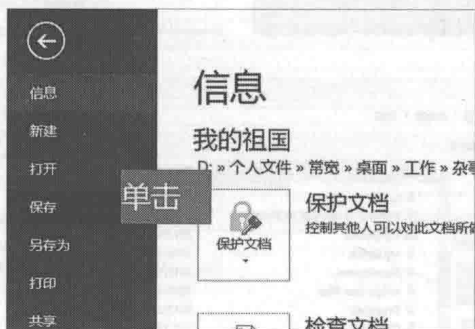 信息
新建
打开
保存
另存为
打印
共享
单击
信息
我的祖国
D: » 个人文件 » 常宽 » 桌面 » 工作 » 杂事
保护文档
控制其他人可以对此文档所做
保护文档
检查文档